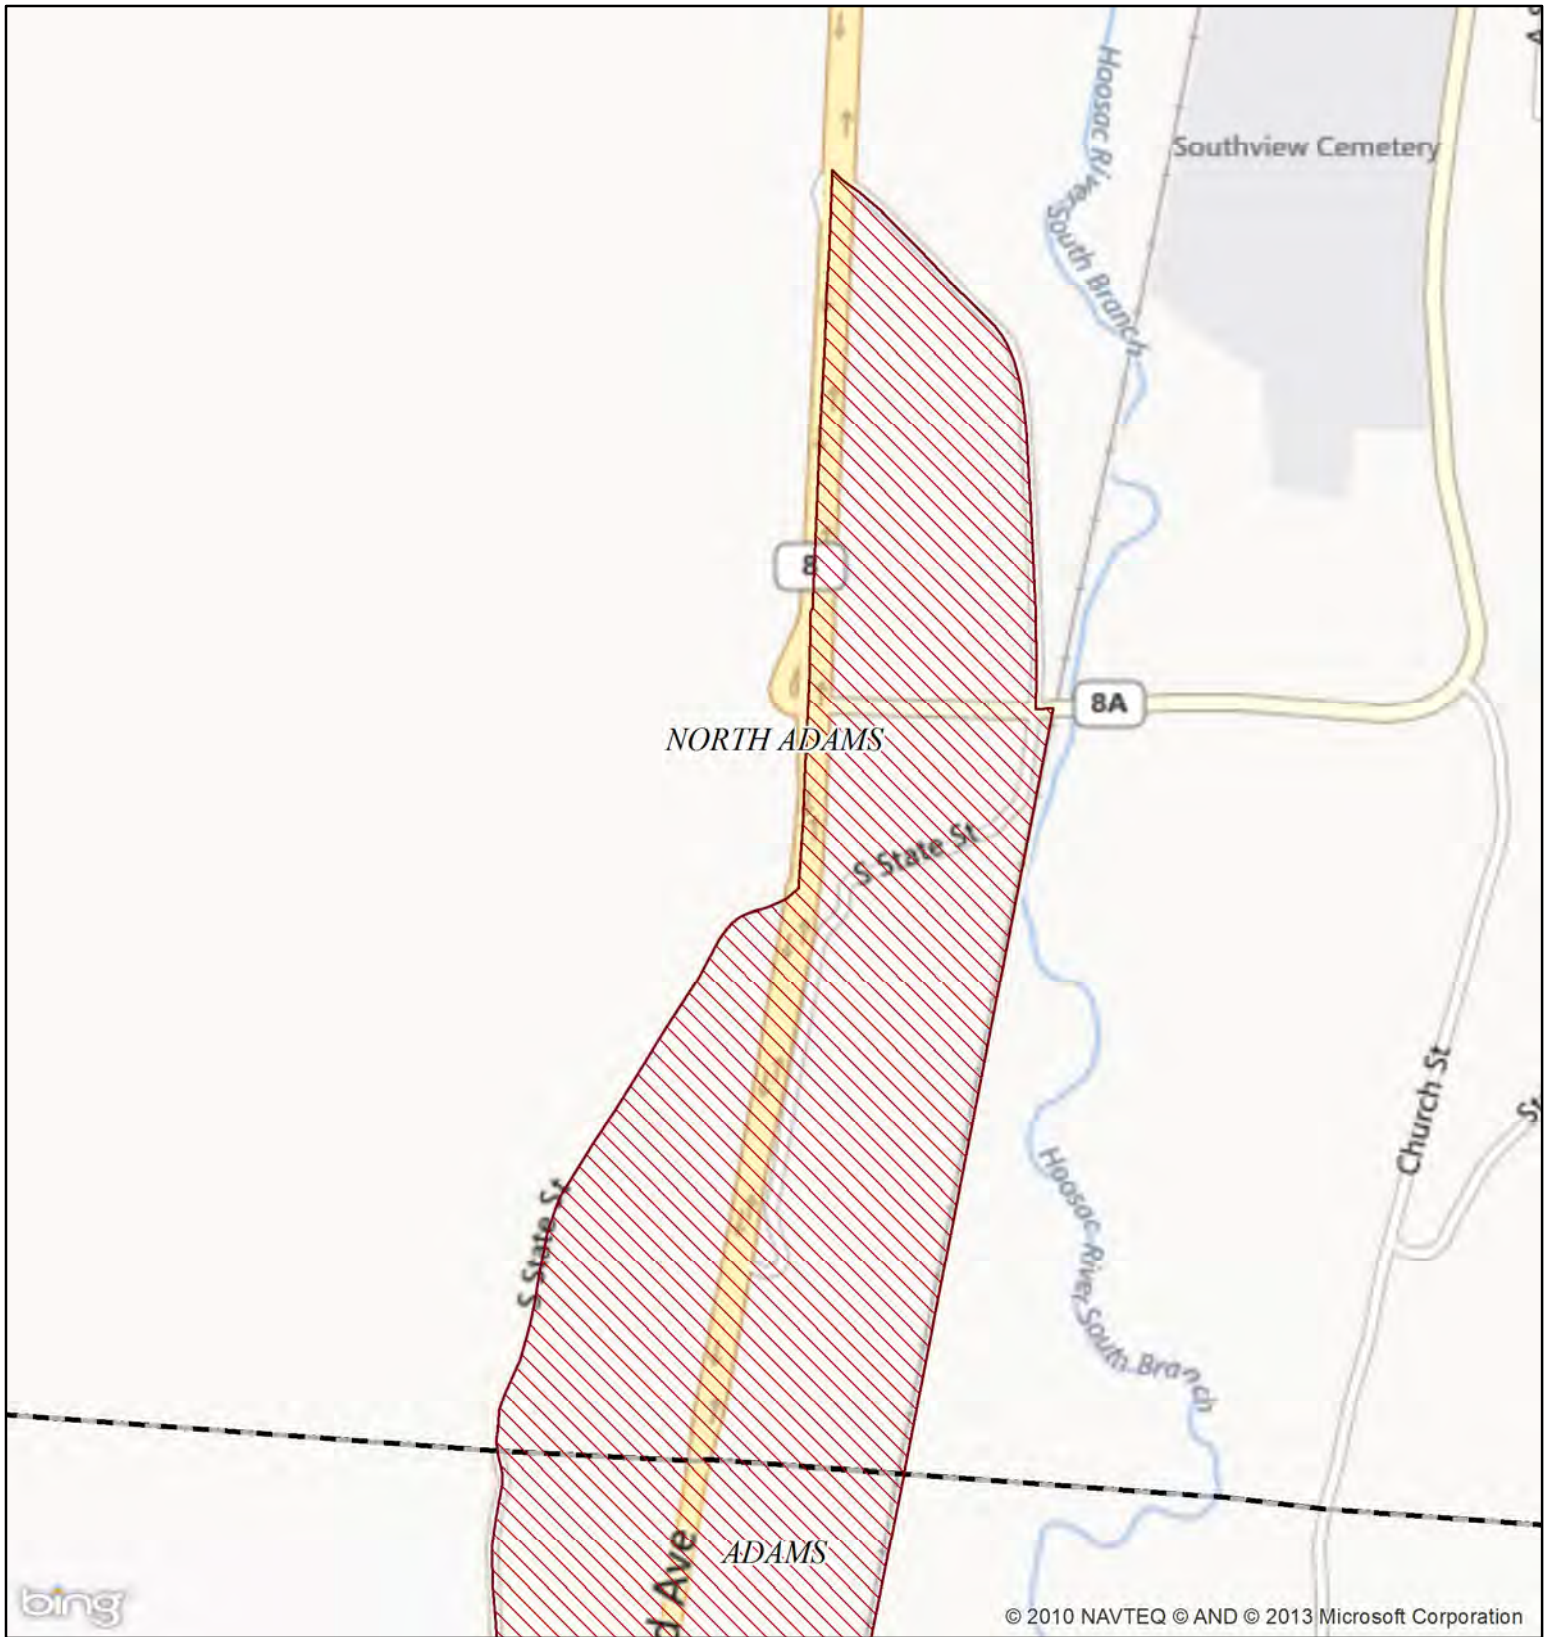 Hoosac River
South Branch
Southview Cemetery
8
8A
NORTH ADAMS
S State St
Church St
Hoosac River South Branch
S State St
ADAMS
d Ave
bing
© 2010 NAVTEQ © AND © 2013 Microsoft Corporation